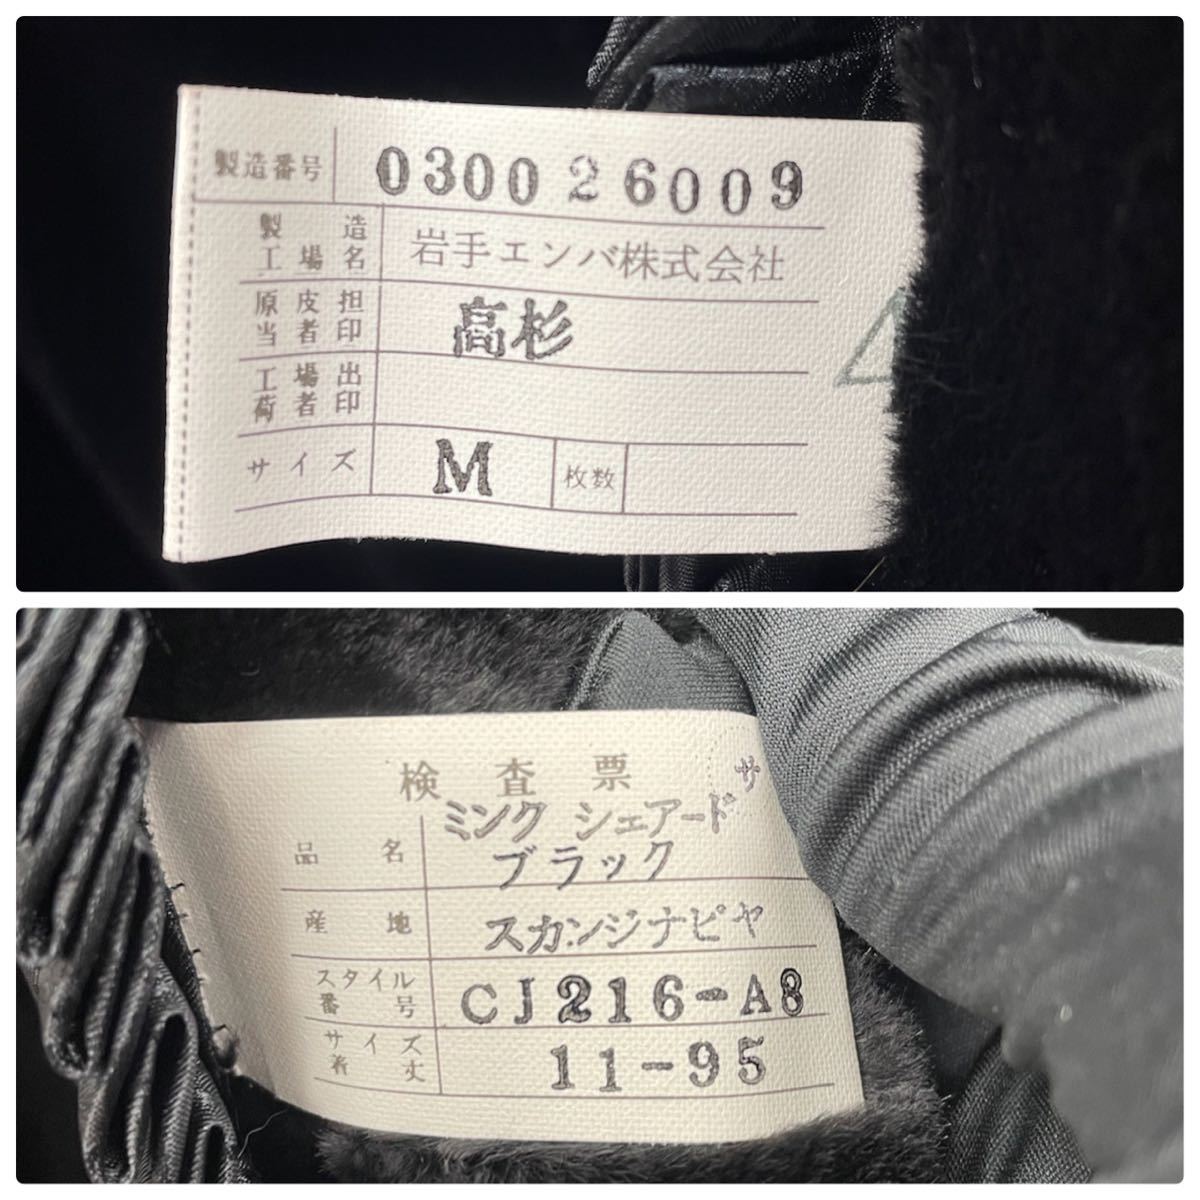 製造番号 0300 26009
製造
工場名 岩手エンバ株式会社
原皮担
当者印 高杉
工場出
荷者印
サイズ M 枚数
検査票 サ
ミンク シェアード
品名 ブラック
産地 スカンジナビヤ
スタイル
番号 CJ216-A8
サイズ
着丈 11-95